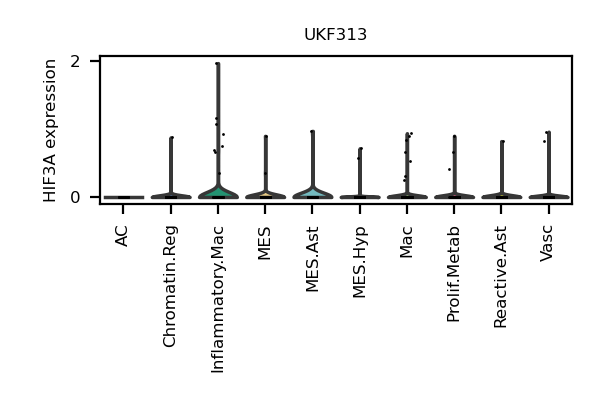 UKF313
HIF3A expression
2
0
AC
Chromatin.Reg
Inflammatory.Mac
MES
MES.Ast
MES.Hyp
Mac
Prolif.Metab
Reactive.Ast
Vasc